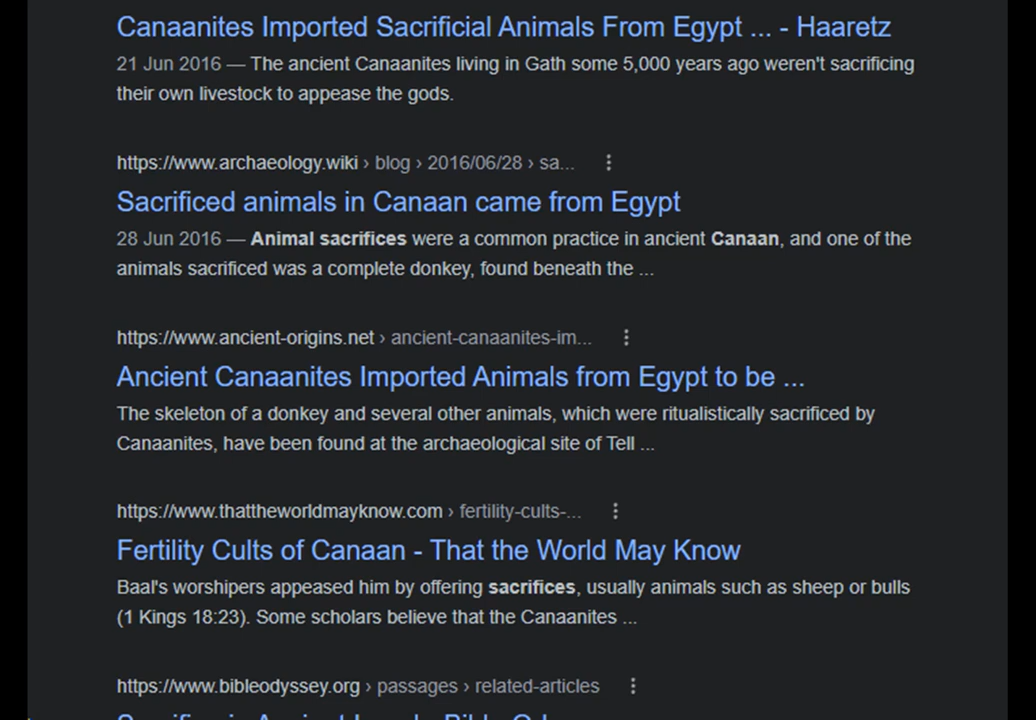 Canaanites Imported Sacrificial Animals From Egypt ... - Haaretz
21 Jun 2016 — The ancient Canaanites living in Gath some 5,000 years ago weren't sacrificing
their own livestock to appease the gods.
https://www.archaeology.wiki › blog › 2016/06/28 › sa...
Sacrificed animals in Canaan came from Egypt
28 Jun 2016 — Animal sacrifices were a common practice in ancient Canaan, and one of the
animals sacrificed was a complete donkey, found beneath the ...
https://www.ancient-origins.net › ancient-canaanites-im...
Ancient Canaanites Imported Animals from Egypt to be ...
The skeleton of a donkey and several other animals, which were ritualistically sacrificed by
Canaanites, have been found at the archaeological site of Tell ...
https://www.thattheworldmayknow.com › fertility-cults-...
Fertility Cults of Canaan - That the World May Know
Baal's worshipers appeased him by offering sacrifices, usually animals such as sheep or bulls
(1 Kings 18:23). Some scholars believe that the Canaanites ...
https://www.bibleodyssey.org › passages › related-articles